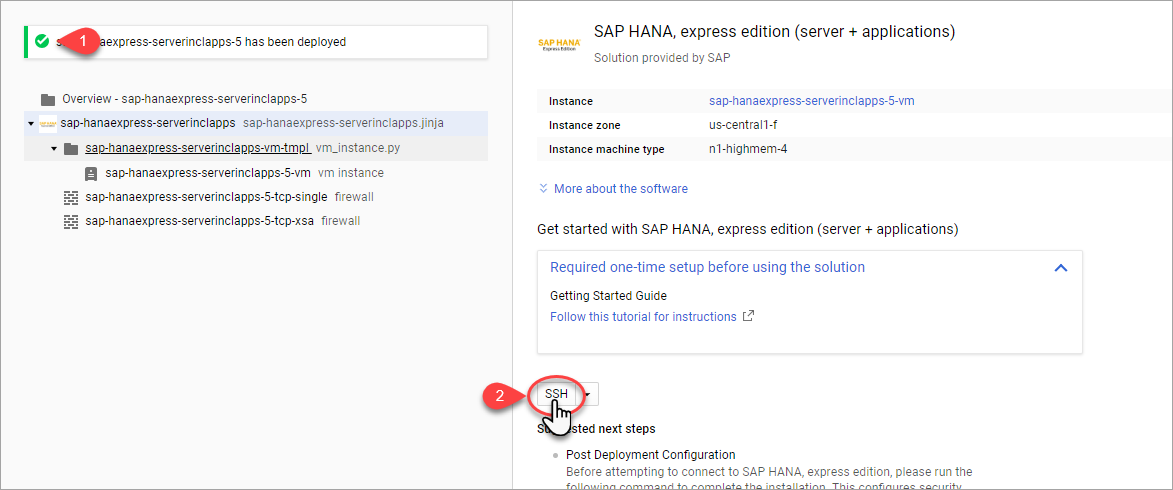 1
s
naexpress-serverinclapps-5 has been deployed
Overview - sap-hanaexpress-serverinclapps-5
sap-hanaexpress-serverinclapps sap-hanaexpress-serverinclapps.jinja
sap-hanaexpress-serverinclapps-vm-tmpl vm_instance.py
sap-hanaexpress-serverinclapps-5-vm vm instance
sap-hanaexpress-serverinclapps-5-tcp-single firewall
sap-hanaexpress-serverinclapps-5-tcp-xsa firewall
SAP HANA
Express Edition
SAP HANA, express edition (server + applications)
Solution provided by SAP
Instance sap-hanaexpress-serverinclapps-5-vm
Instance zone us-central1-f
Instance machine type n1-highmem-4
More about the software
Get started with SAP HANA, express edition (server + applications)
Required one-time setup before using the solution
Getting Started Guide
Follow this tutorial for instructions
2 SSH
Su ested next steps
Post Deployment Configuration
Before attempting to connect to SAP HANA, express edition, please run the
following command to complete the installation. This configures security